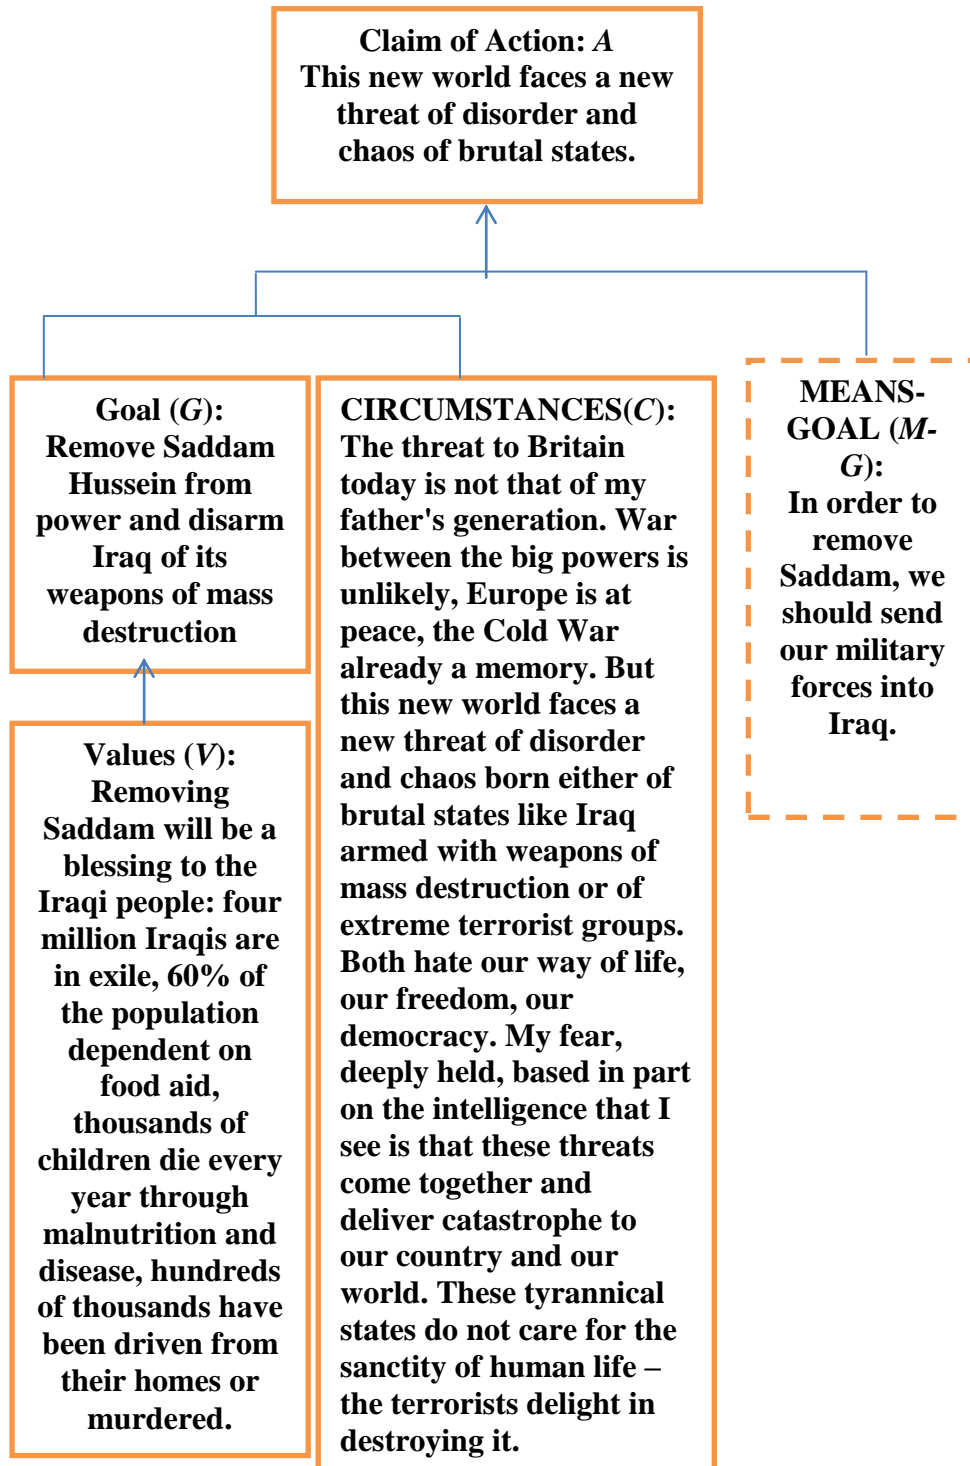 Claim of Action: A
This new world faces a new
threat of disorder and
chaos of brutal states.
Goal (G):
Remove Saddam
Hussein from
power and disarm
Iraq of its
weapons of mass
destruction
Values (V):
Removing
Saddam will be a
blessing to the
Iraqi people: four
million Iraqis are
in exile, 60% of
the population
dependent on
food aid,
thousands of
children die every
year through
malnutrition and
disease, hundreds
of thousands have
been driven from
their homes or
murdered.
CIRCUMSTANCES(C):
The threat to Britain
today is not that of my
father's generation. War
between the big powers is
unlikely, Europe is at
peace, the Cold War
already a memory. But
this new world faces a
new threat of disorder
and chaos born either of
brutal states like Iraq
armed with weapons of
mass destruction or of
extreme terrorist groups.
Both hate our way of life,
our freedom, our
democracy. My fear,
deeply held, based in part
on the intelligence that I
see is that these threats
come together and
deliver catastrophe to
our country and our
world. These tyrannical
states do not care for the
sanctity of human life –
the terrorists delight in
destroying it.
MEANS-
GOAL (M-
G):
In order to
remove
Saddam, we
should send
our military
forces into
Iraq.